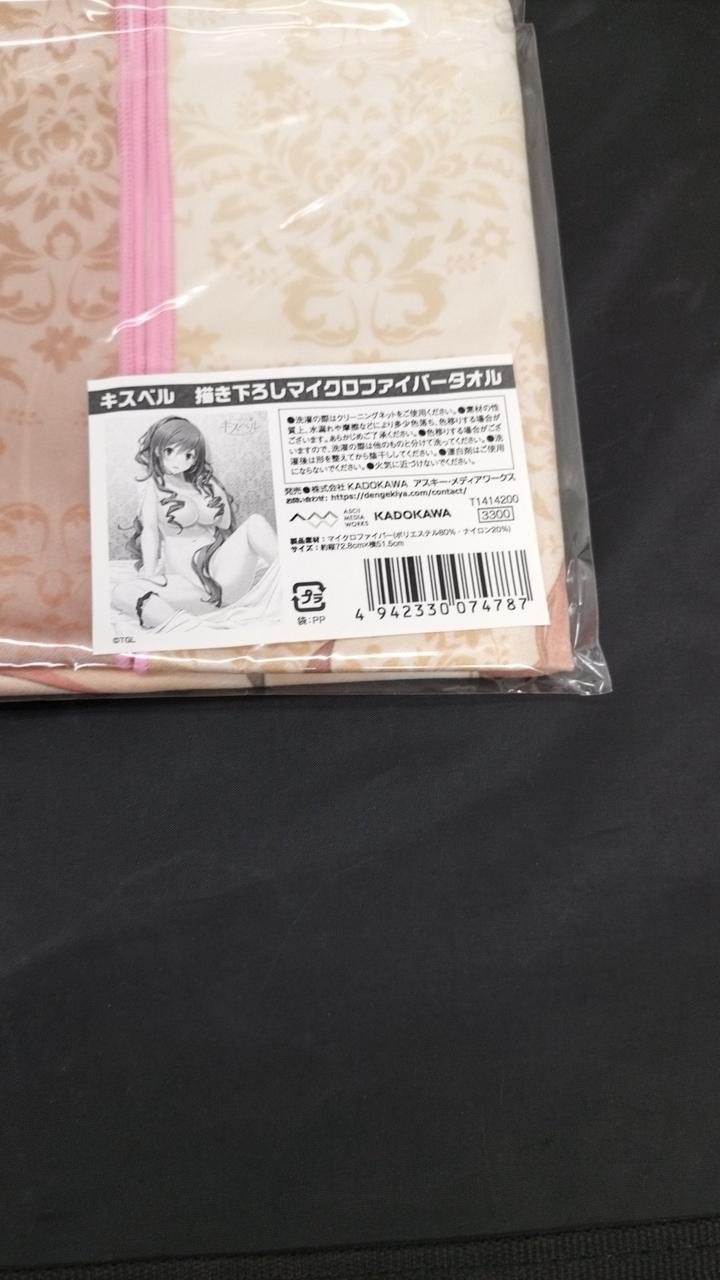 キスベル 描き下ろしマイクロファイバータオル
キスベル
●洗濯の際はクリーニングネットをご使用ください。●素材の性
質上、水濡れや摩擦などにより多少色落ち、色移りする場合が
ございます。あらかじめご了承ください。●色移りする場合がござ
いますので、洗濯の際は他のものと分けて洗ってください。●洗
濯後は形を整えてから陰干ししてください。●漂白剤はご使用
にならないでください。●火気に近づけないでください。
発売●株式会社 KADOKAWA アスキー・メディアワークス
お問い合わせ: https://dengekiya.com/contact/
T1414200
ASCII
MEDIA
WORKS
KADOKAWA
3300
製品素材:マイクロファイバー(ポリエステル80%・ナイロン20%)
サイズ:約縦72.8cm×横51.5cm
プラ
袋:PP
4 942330 074787
©TGL